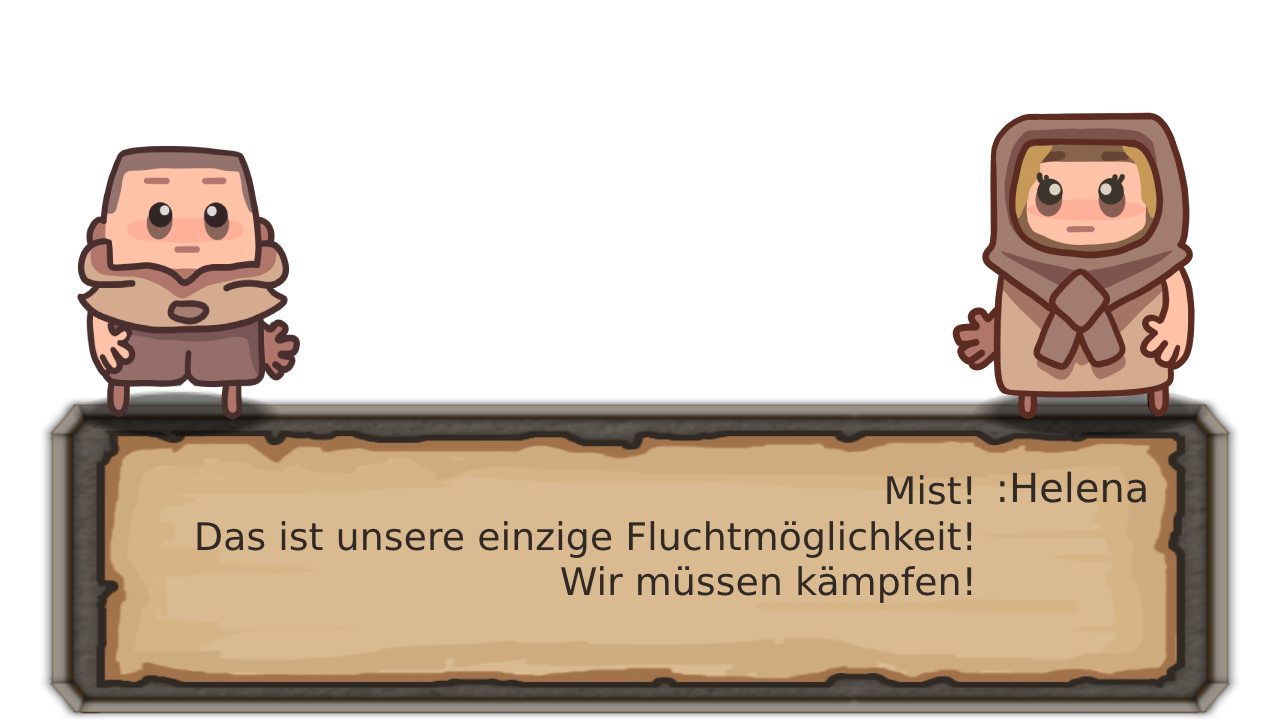 Mist! :Helena
Das ist unsere einzige Fluchtmöglichkeit!
Wir müssen kämpfen!